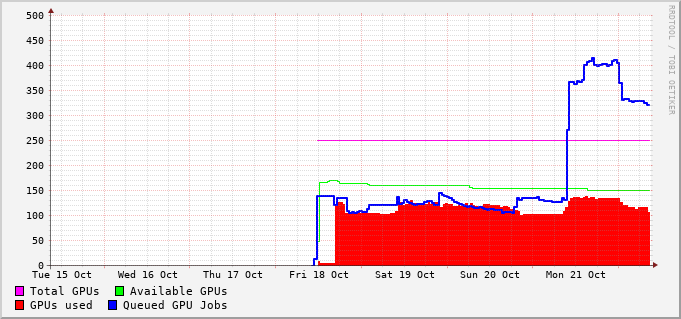 500
450
400
350
300
250
200
150
100
50
0
Tue 15 Oct Wed 16 Oct Thu 17 Oct Fri 18 Oct Sat 19 Oct Sun 20 Oct Mon 21 Oct
Total GPUs Available GPUs
GPUs used Queued GPU Jobs
RRDTOOL / TOBI OETIKER